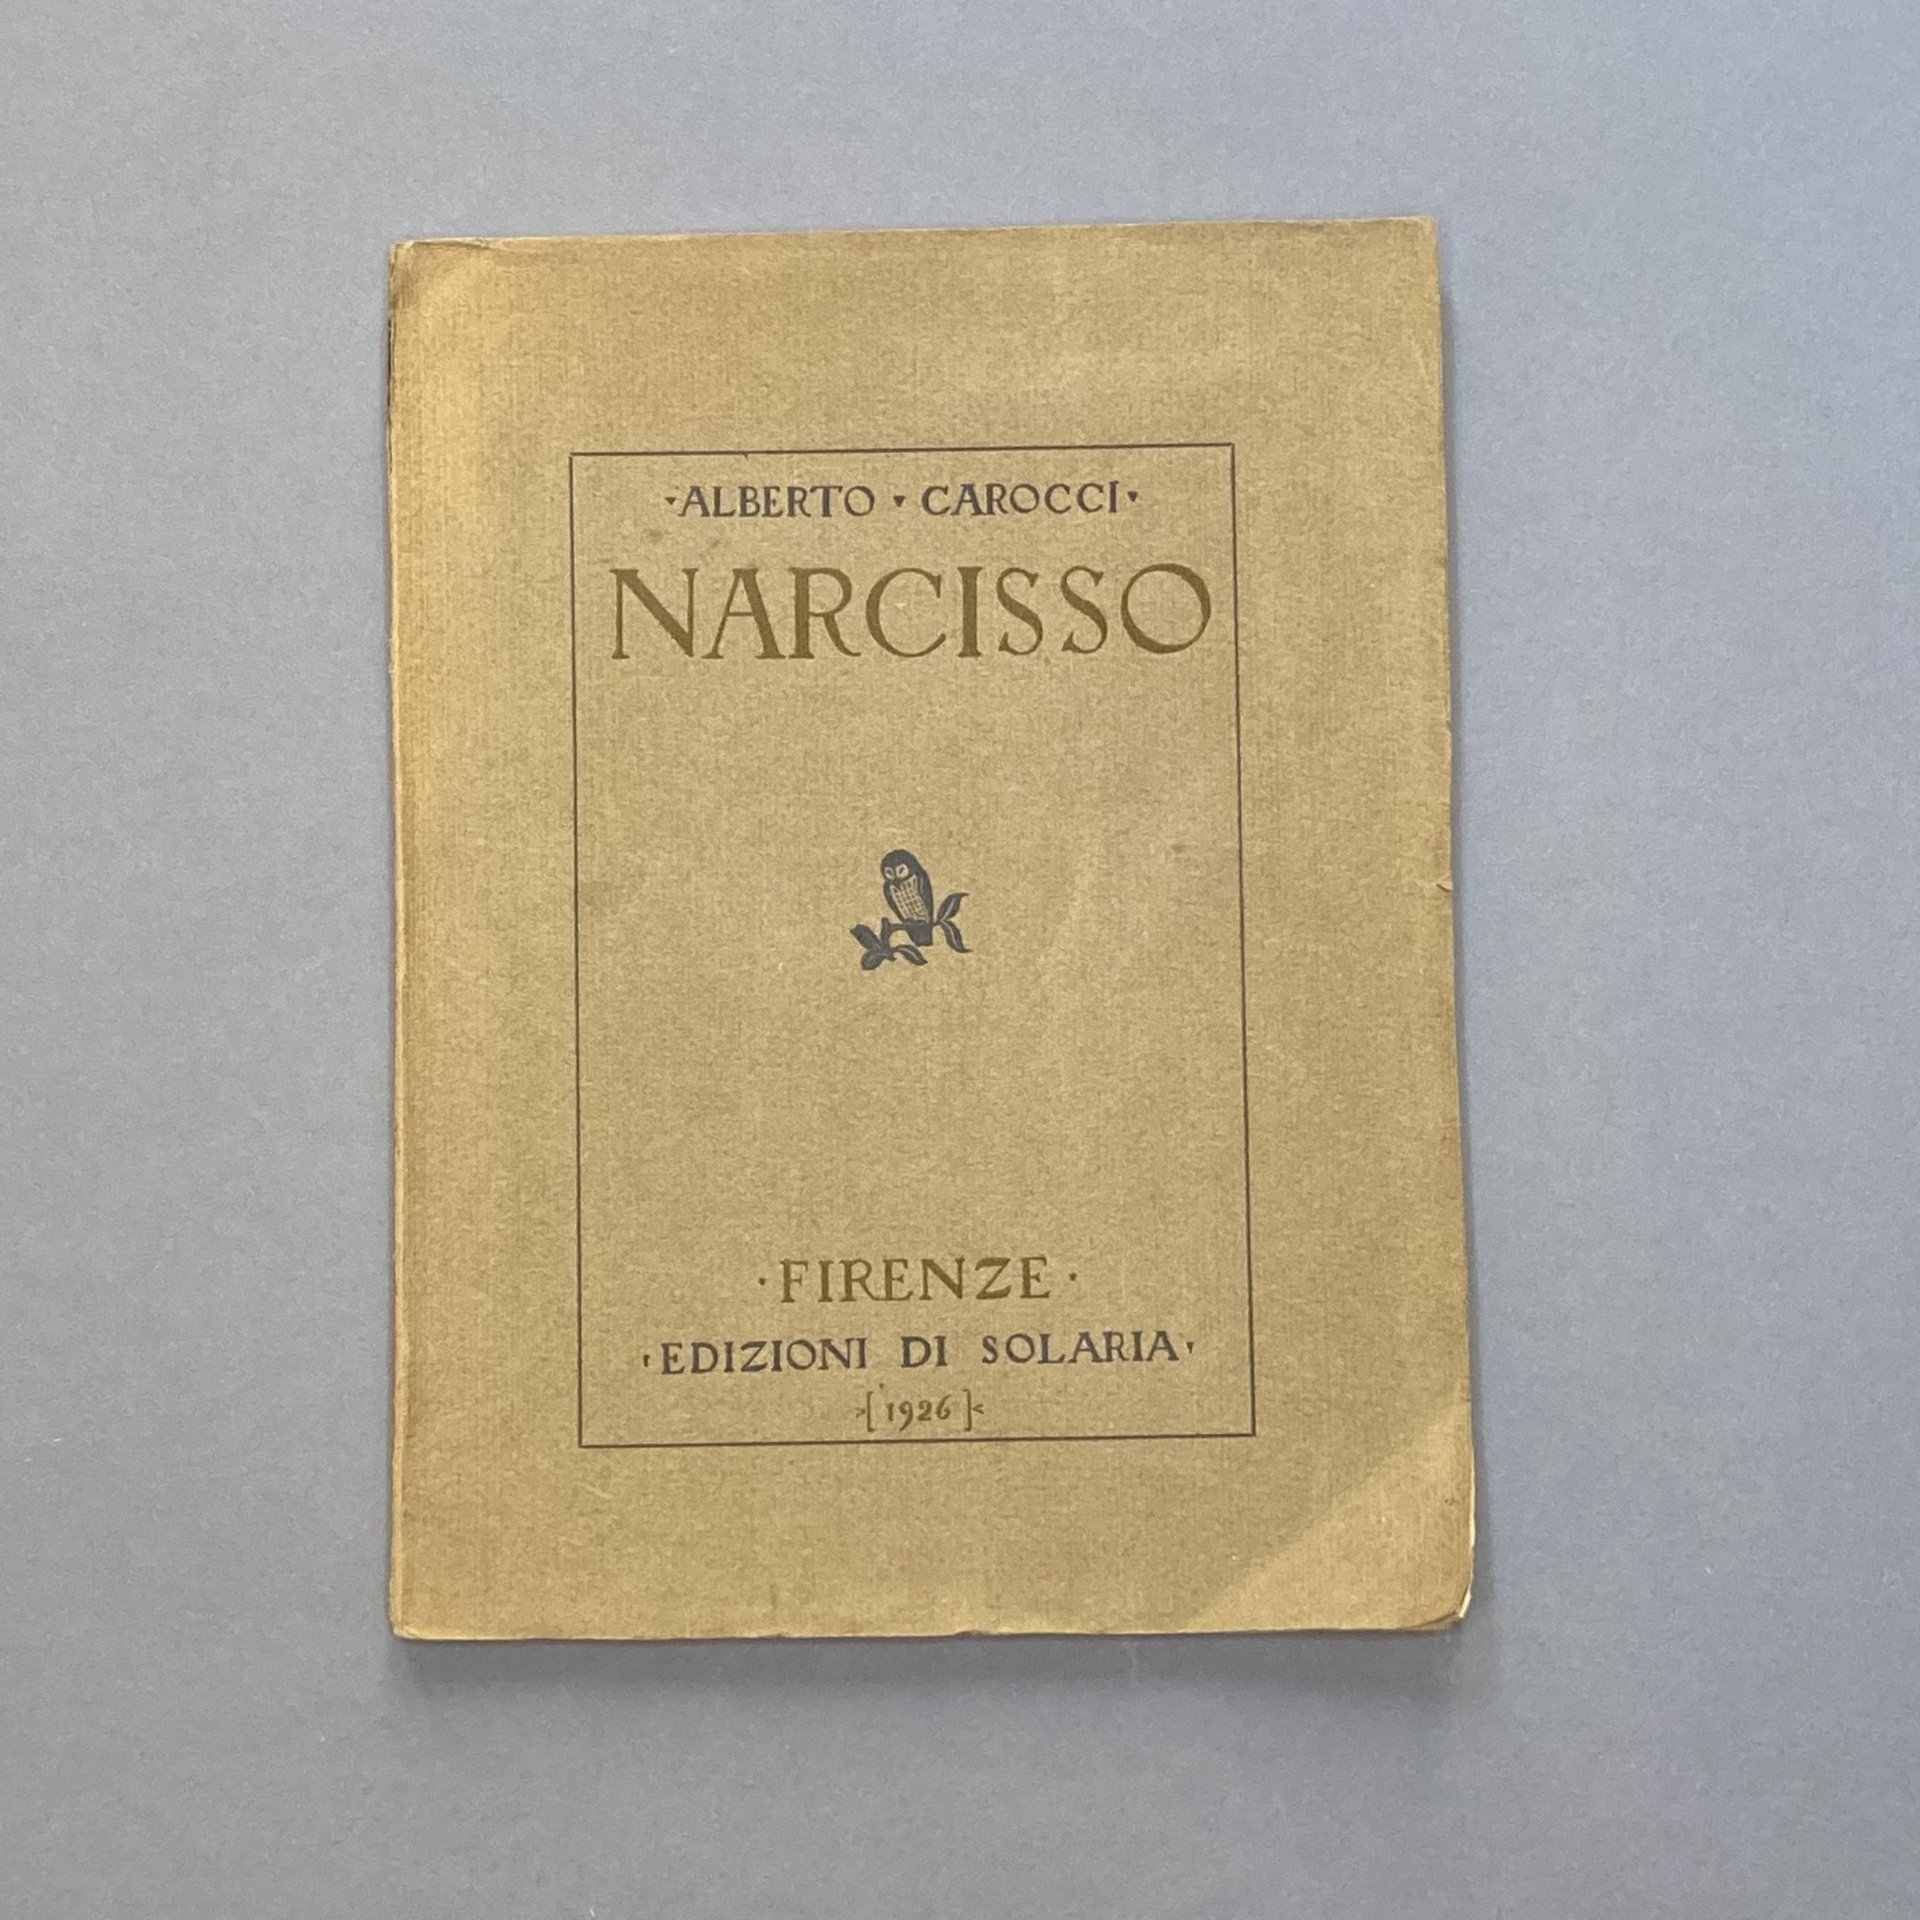 ·ALBERTO · CAROCCI·
NARCISSO
·FIRENZE·
·EDIZIONI DI SOLARIA·
>[1926]<